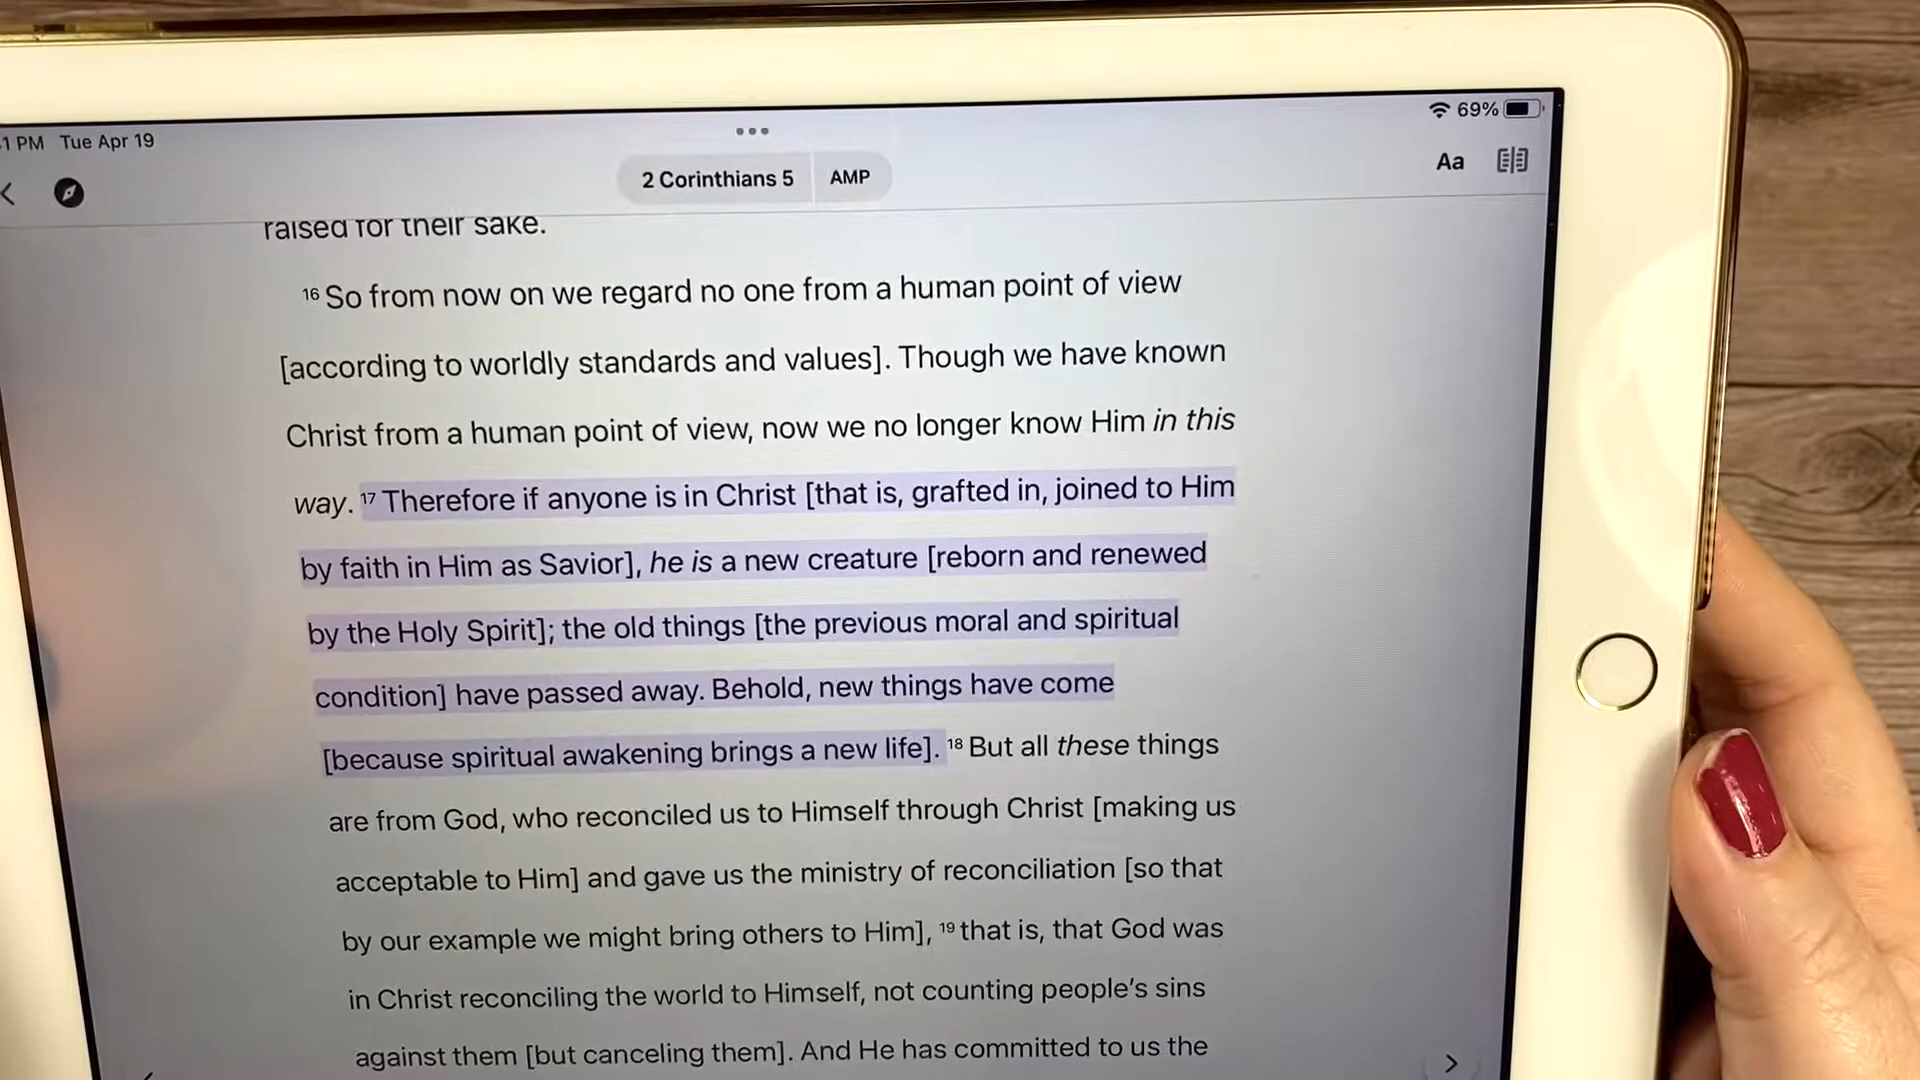 1 PM Tue Apr 19
69%
2 Corinthians 5 AMP
Aa
raised for their sake.
16 So from now on we regard no one from a human point of view
[according to worldly standards and values]. Though we have known
Christ from a human point of view, now we no longer know Him in this
way. 17 Therefore if anyone is in Christ [that is, grafted in, joined to Him
by faith in Him as Savior], he is a new creature [reborn and renewed
by the Holy Spirit]; the old things [the previous moral and spiritual
condition] have passed away. Behold, new things have come
[because spiritual awakening brings a new life]. 18 But all these things
are from God, who reconciled us to Himself through Christ [making us
acceptable to Him] and gave us the ministry of reconciliation [so that
by our example we might bring others to Him], 19 that is, that God was
in Christ reconciling the world to Himself, not counting people’s sins
against them [but canceling them]. And He has committed to us the